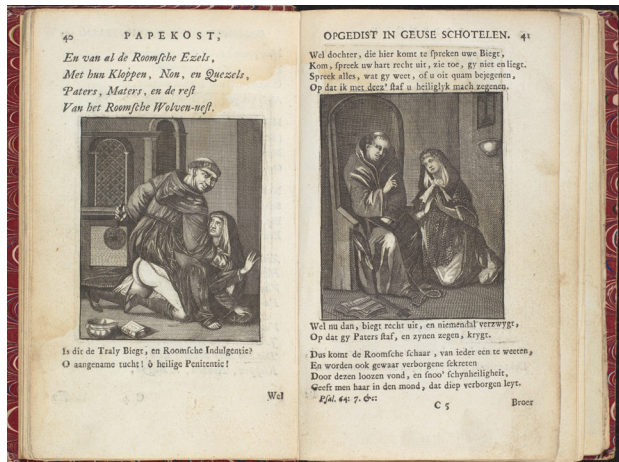 40 PAPEKOST,
En van al de Roomſche Ezels,
Met hun Kloppen, Non, en Quezels,
Paters, Maters, en de reſt
Van het Roomſche Wolven-neſt.
Is dit de Traly Biegt, en Roomſche Indulgentie?
O aangename tucht! ô heilige Penitentie!
Wel
OPGEDIST IN GEUSE SCHOTELEN. 41
Wel dochter, die hier komt te ſpreken uwe Biegt,
Kom, ſpreek uw hart recht uit, zie toe, gy niet en liegt.
Spreek alles, wat gy weet, of u oit quam bejegenen,
Op dat ik met deez' ſtaf u heiliglyk mach zegenen.
Wel nu dan, biegt recht uit, en niemendal verzwygt,
Op dat gy Paters ſtaf, en zynen zegen, krygt.
Dus komt de Roomſche ſchaar, van ieder een te weeten,
En worden ook gewaar verborgene ſekreten
Door dezen loozen vond, en ſnoo' ſchynheiligheit,
Geeft men haar in den mond, dat diep verborgen leyt.
Pſal. 64: 7. &c:
C 5 Broer